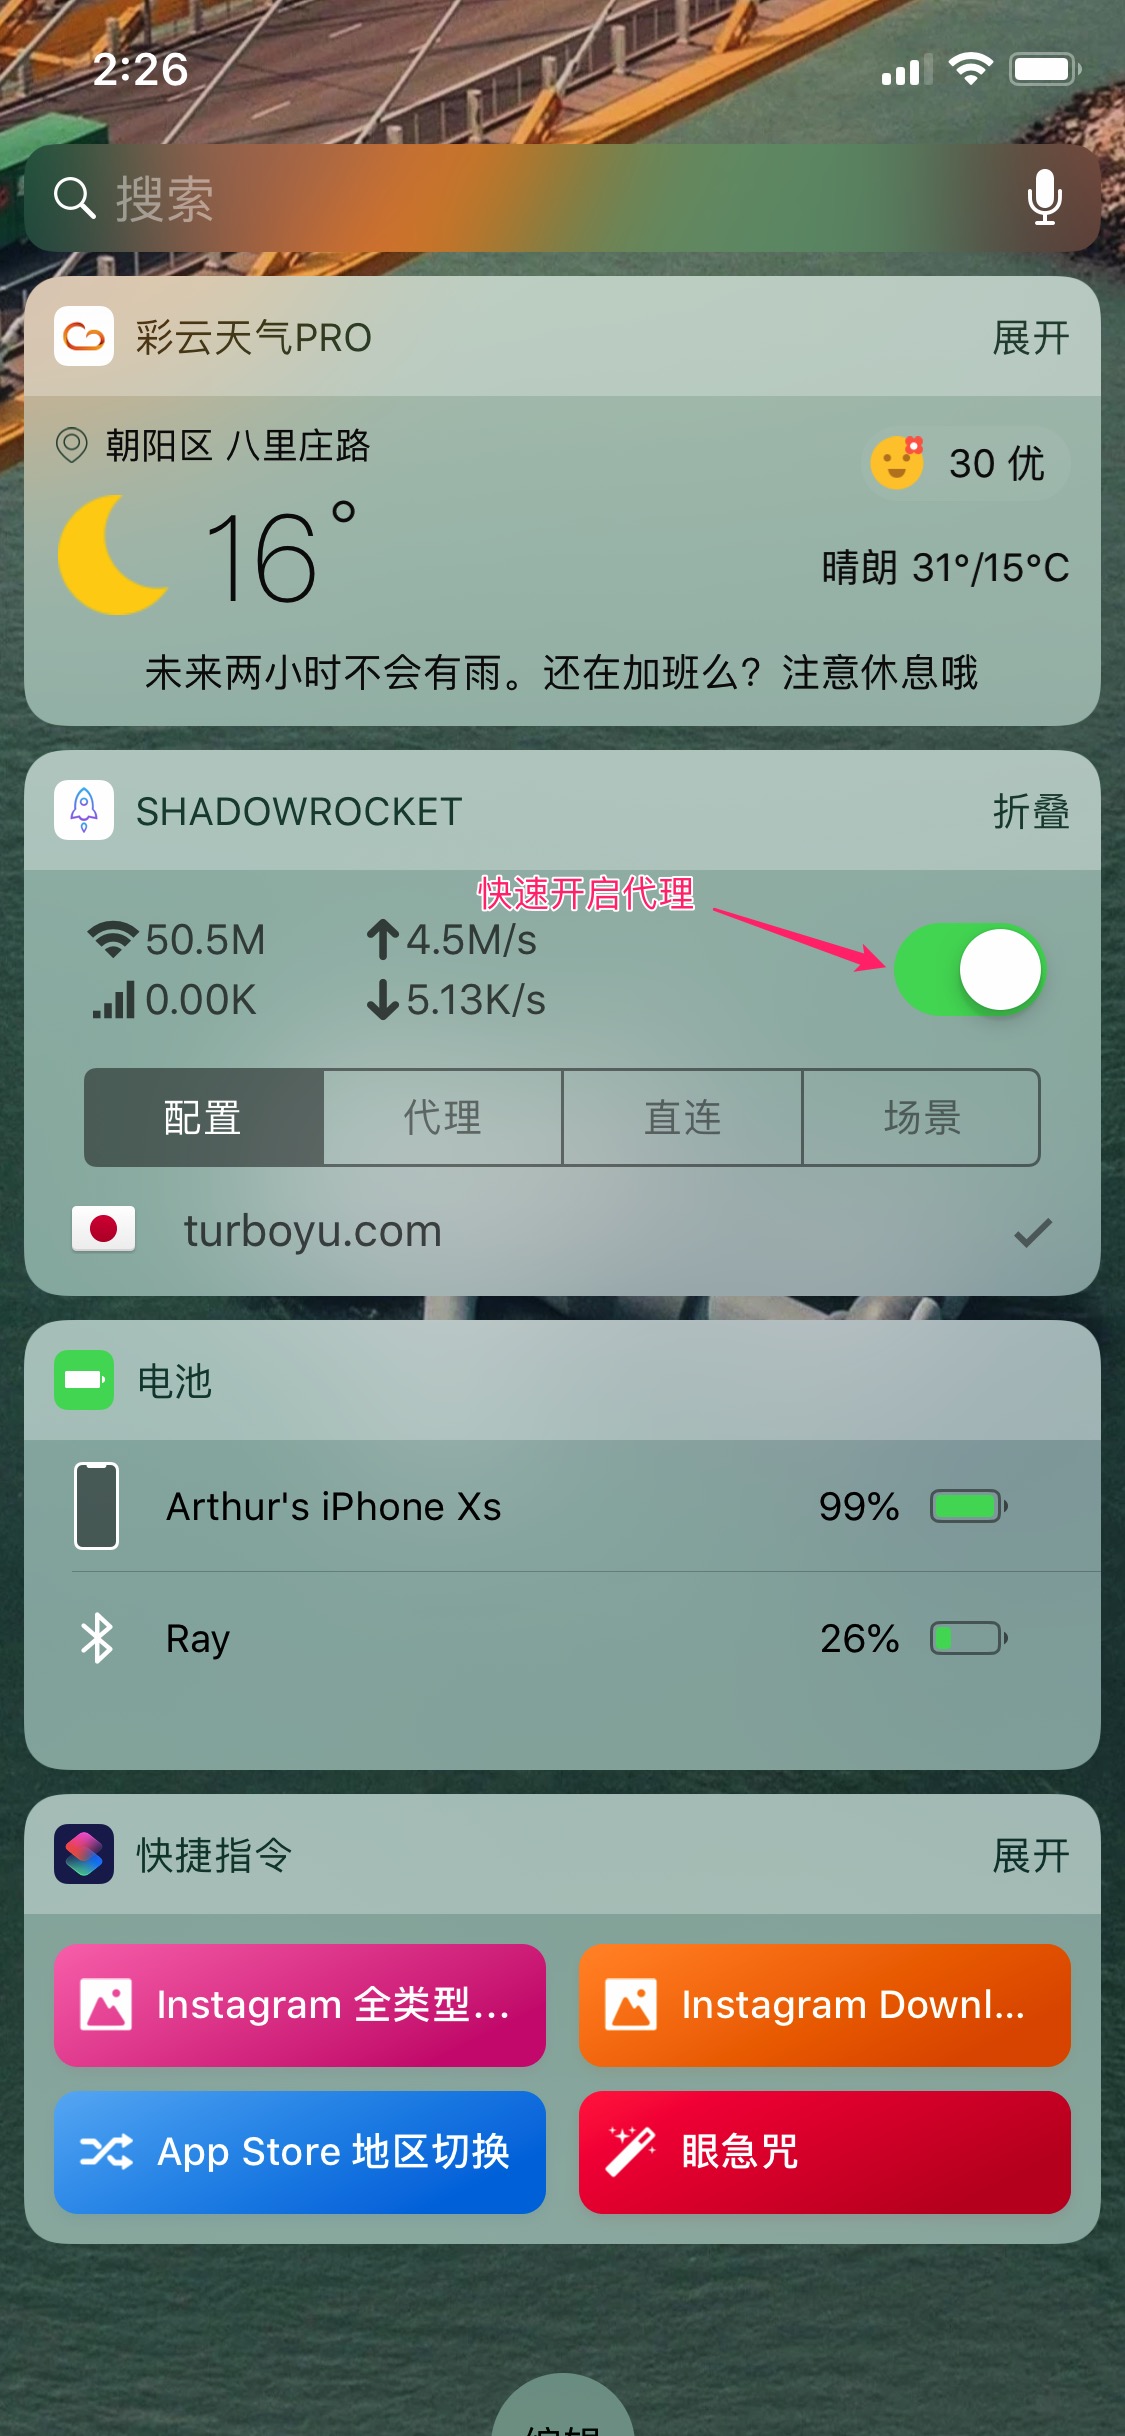 2:26
搜索
彩云天气PRO
展开
朝阳区 八里庄路
30 优
16°
晴朗 31°/15°C
未来两小时不会有雨。还在加班么？注意休息哦
SHADOWROCKET
折叠
快速开启代理
50.5M
4.5M/s
0.00K
5.13K/s
配置
代理
直连
场景
turboyu.com
电池
Arthur's iPhone Xs
99%
Ray
26%
快捷指令
展开
Instagram 全类型...
Instagram Downl...
App Store 地区切换
眼急咒
编辑